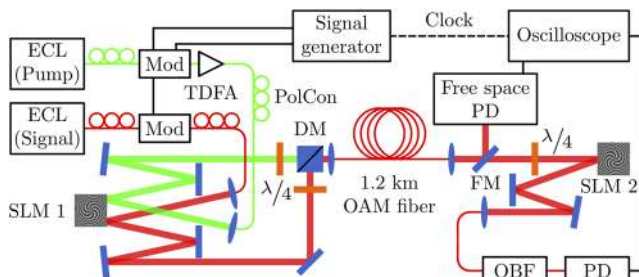 ECL
(Pump)
Mod
TDFA
Signal
generator
Clock
Oscilloscope
ECL
(Signal)
Mod
PolCon
DM
Free space
PD
λ/4
λ/4
λ/4
SLM 1
1.2 km
OAM fiber
FM
SLM 2
OBF
PD